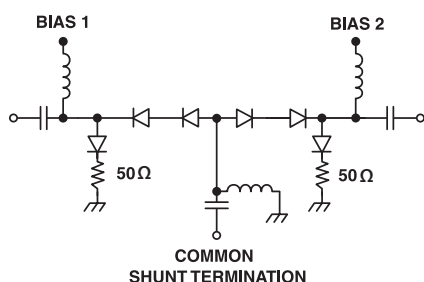 BIAS 1
BIAS 2
50Ω
50Ω
COMMON
SHUNT TERMINATION